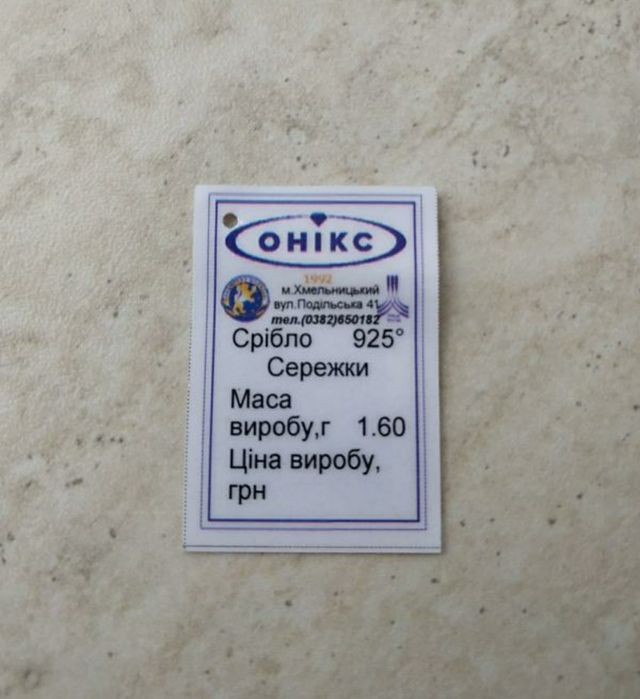 ОНІКС
1992
м.Хмельницький
вул.Подільська 41
тел.(0382)650182
Срібло 925°
Сережки
Маса
виробу,г 1.60
Ціна виробу,
грн